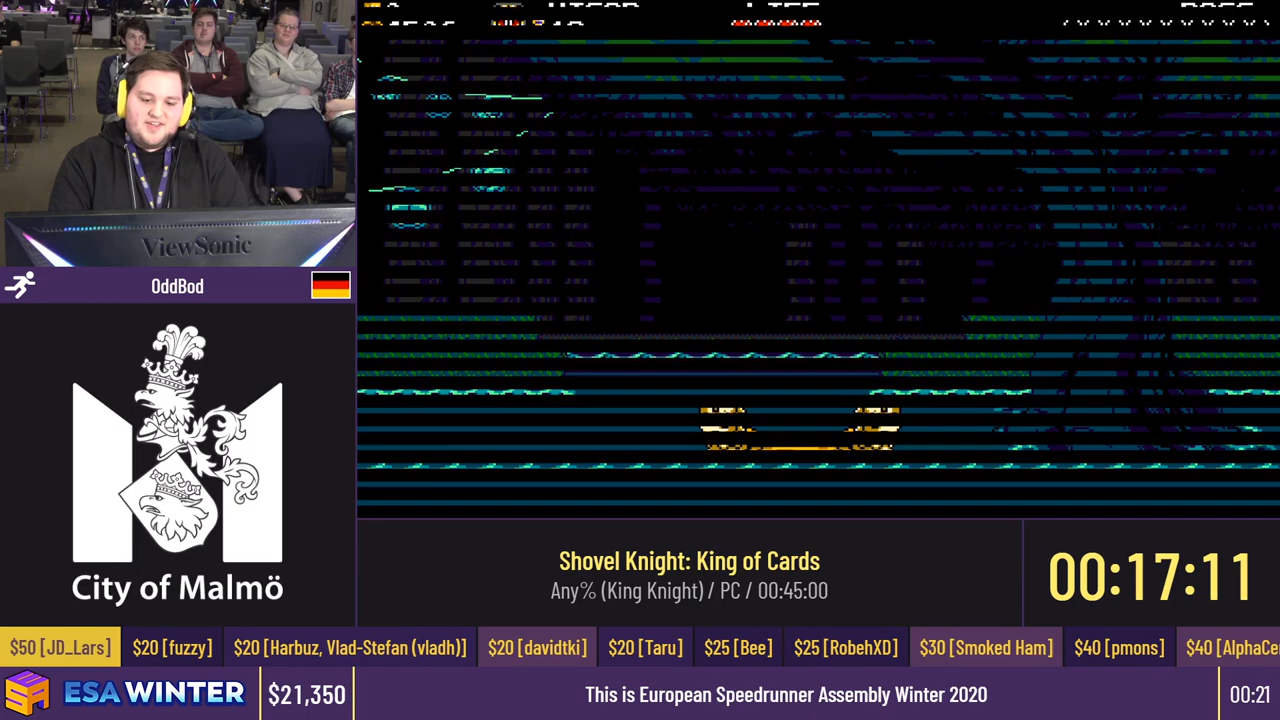 ViewSonic
OddBod
City of Malmö
Shovel Knight: King of Cards
Any% (King Knight) / PC / 00:45:00
00:17:11
$50 [JD_Lars] $20 [fuzzy] $20 [Harbuz, Vlad-Stefan (vladh)] $20 [davidtki] $20 [Taru] $25 [Bee] $25 [RobehXD] $30 [Smoked Ham] $40 [pmons] $40 [AlphaCe
ESA WINTER $21,350 This is European Speedrunner Assembly Winter 2020 00:21